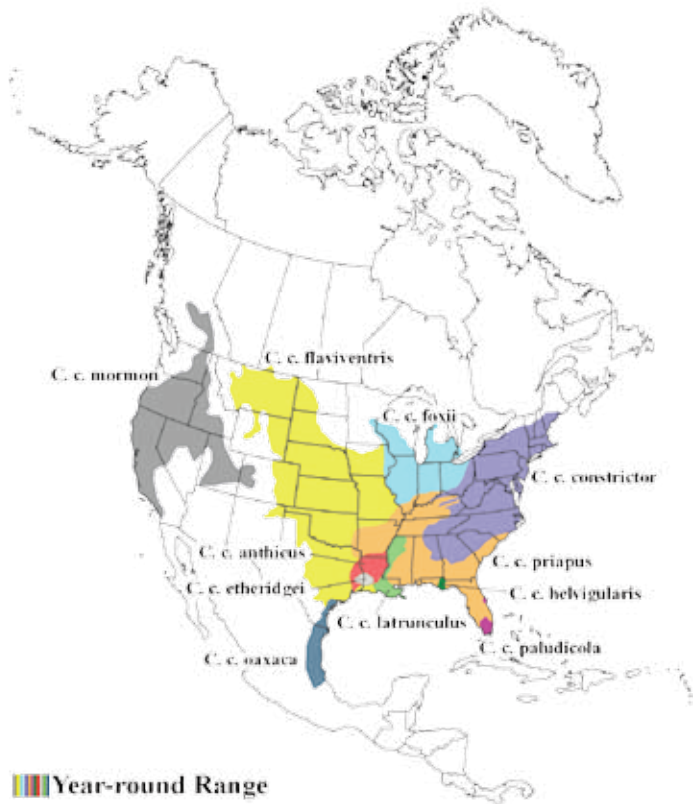 C. c. flaviventris
C. c. mormon
C. c. foxii
C. c. constrictor
C. c. anthicus
C. c. priapus
C. c. etheridgei
C. c. helvigularis
C. c. latrunculus
C. c. paludicola
C. c. oaxaca
Year-round Range